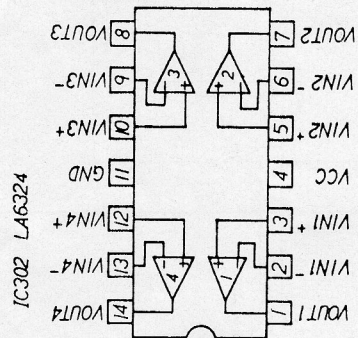 IC302 LA6324
VOUT3 8
VIN3- 9
VIN3+ 10
GND 11
VIN4+ 12
VIN4- 13
VOUT4 14
- 3 +
+ 2 -
- 4 +
+ 1 -
7 VOUT2
6 VIN2-
5 VIN2+
4 VCC
3 VIN1+
2 VIN1-
1 VOUT1